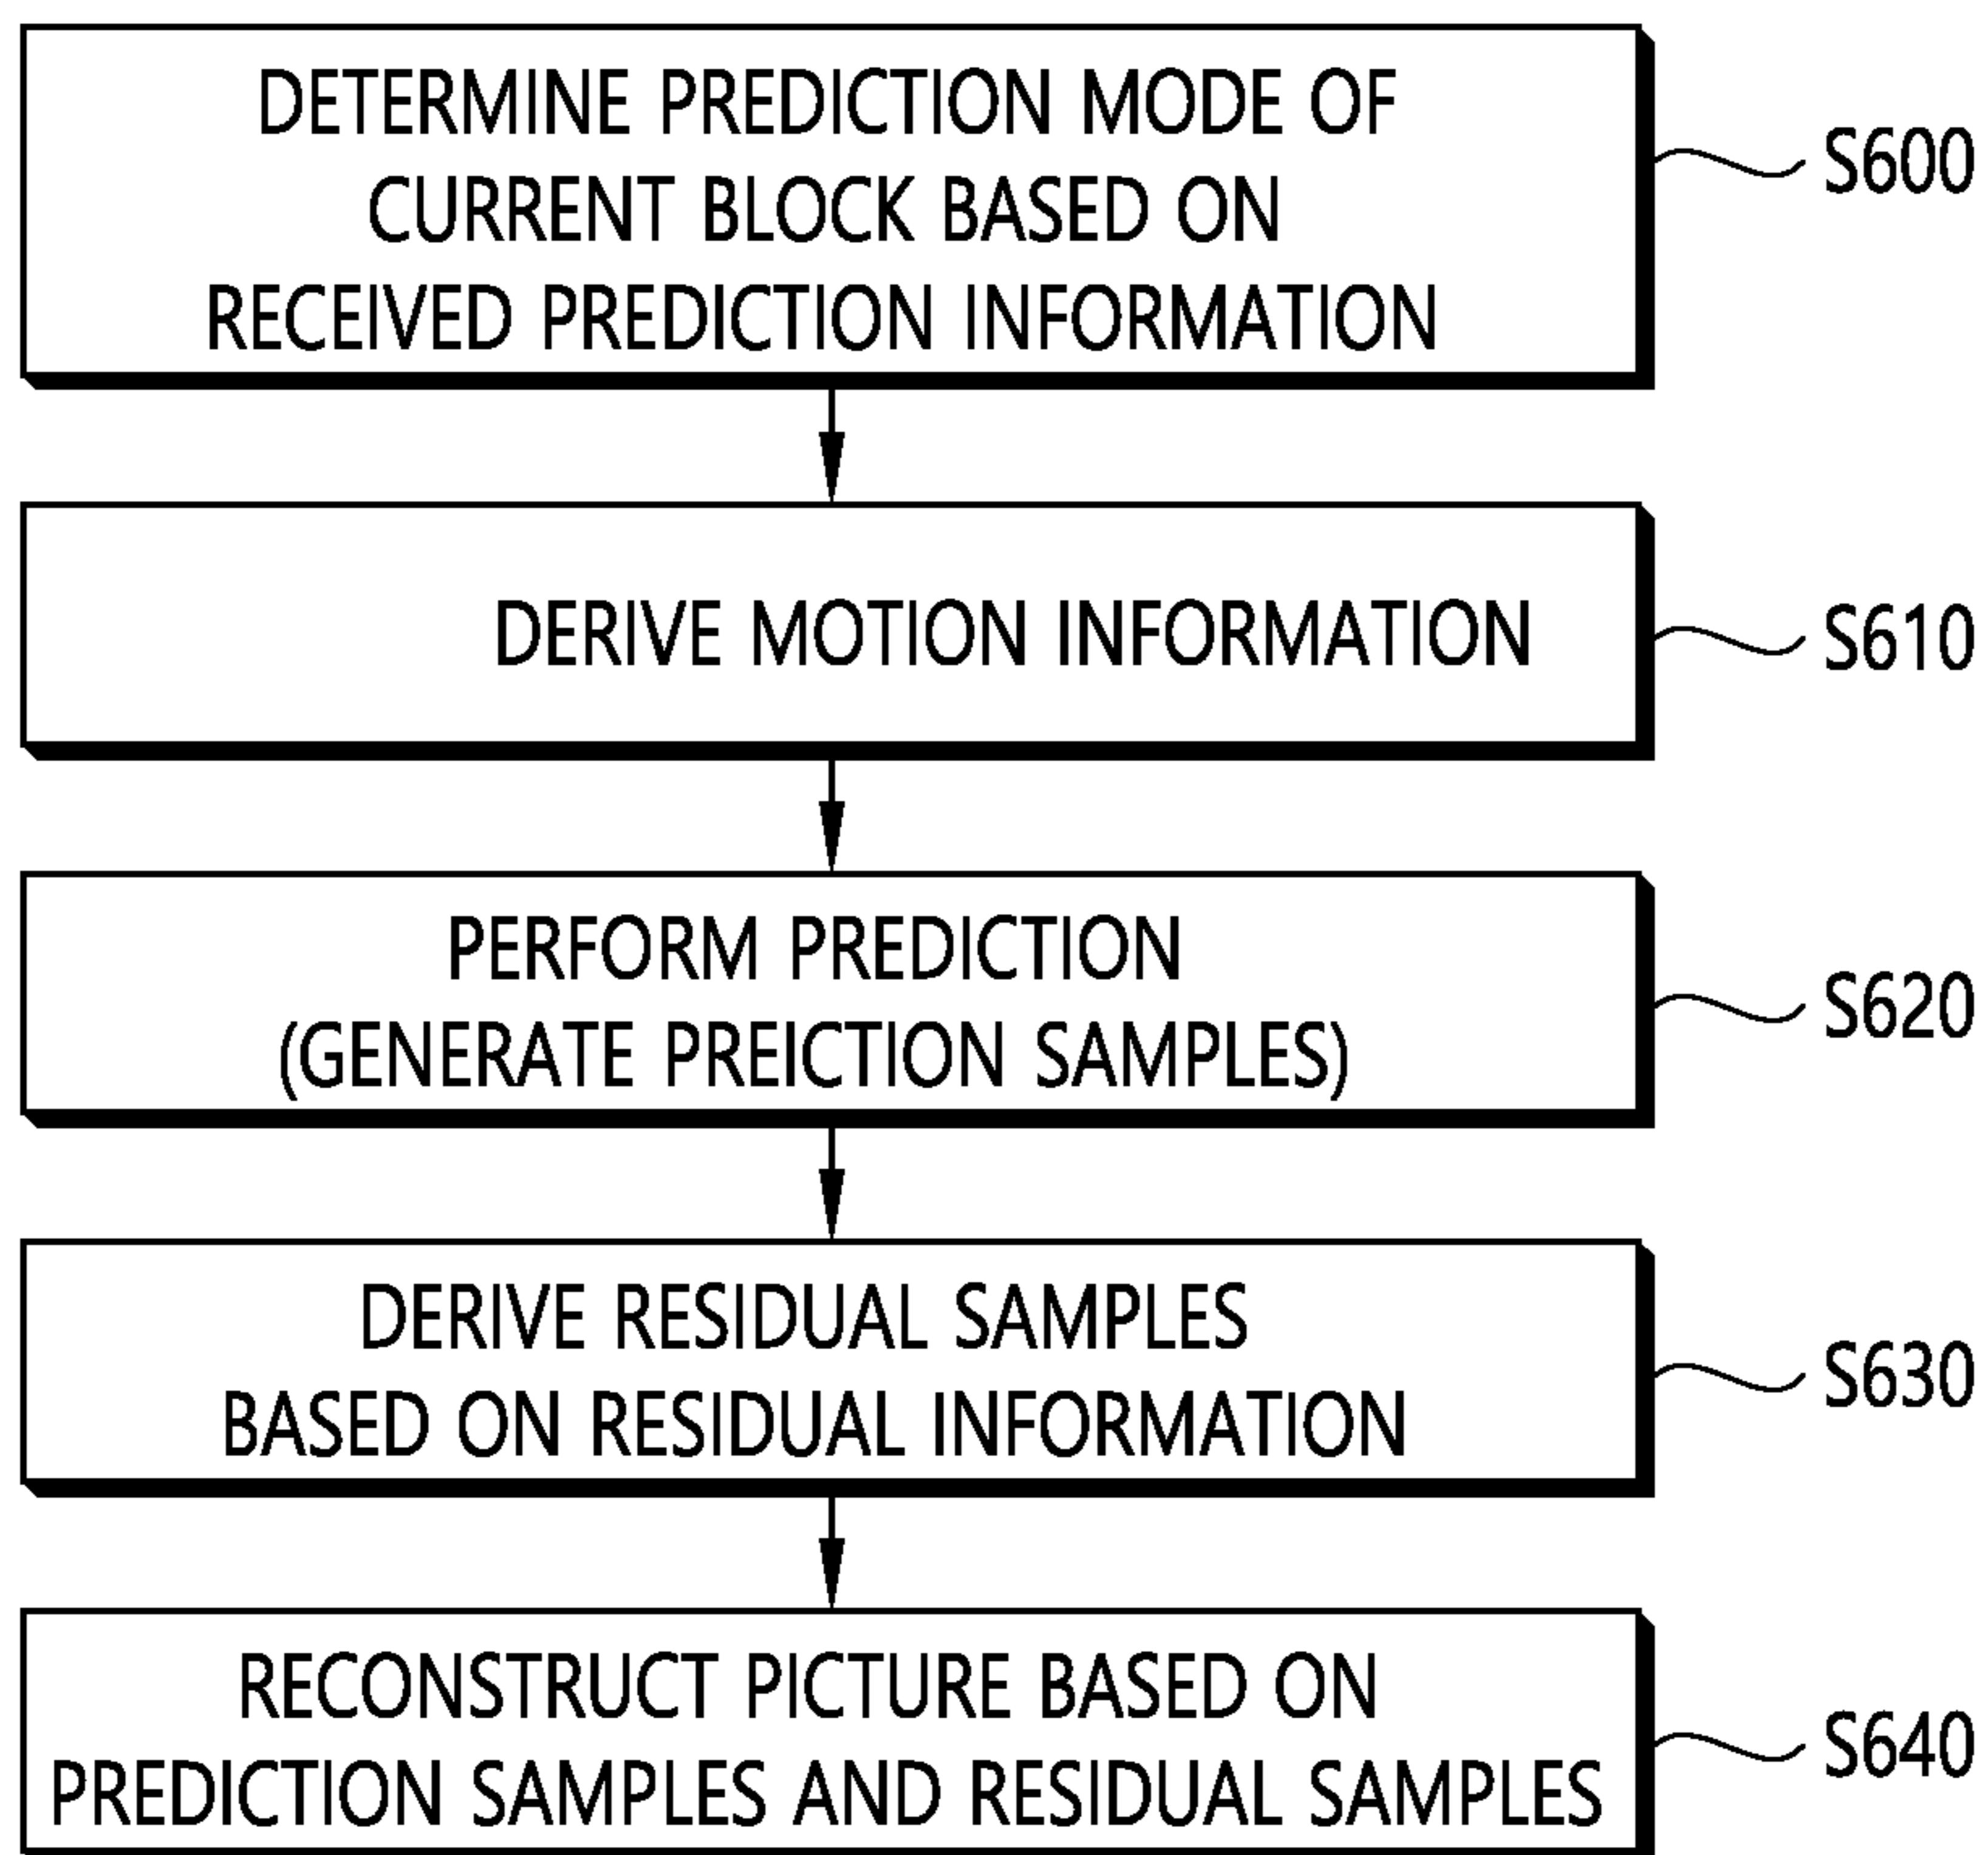 DETERMINE PREDICTION MODE OF
CURRENT BLOCK BASED ON
RECEIVED PREDICTION INFORMATION
S600
DERIVE MOTION INFORMATION
S610
PERFORM PREDICTION
(GENERATE PREICTION SAMPLES)
S620
DERIVE RESIDUAL SAMPLES
BASED ON RESIDUAL INFORMATION
S630
RECONSTRUCT PICTURE BASED ON
PREDICTION SAMPLES AND RESIDUAL SAMPLES
S640